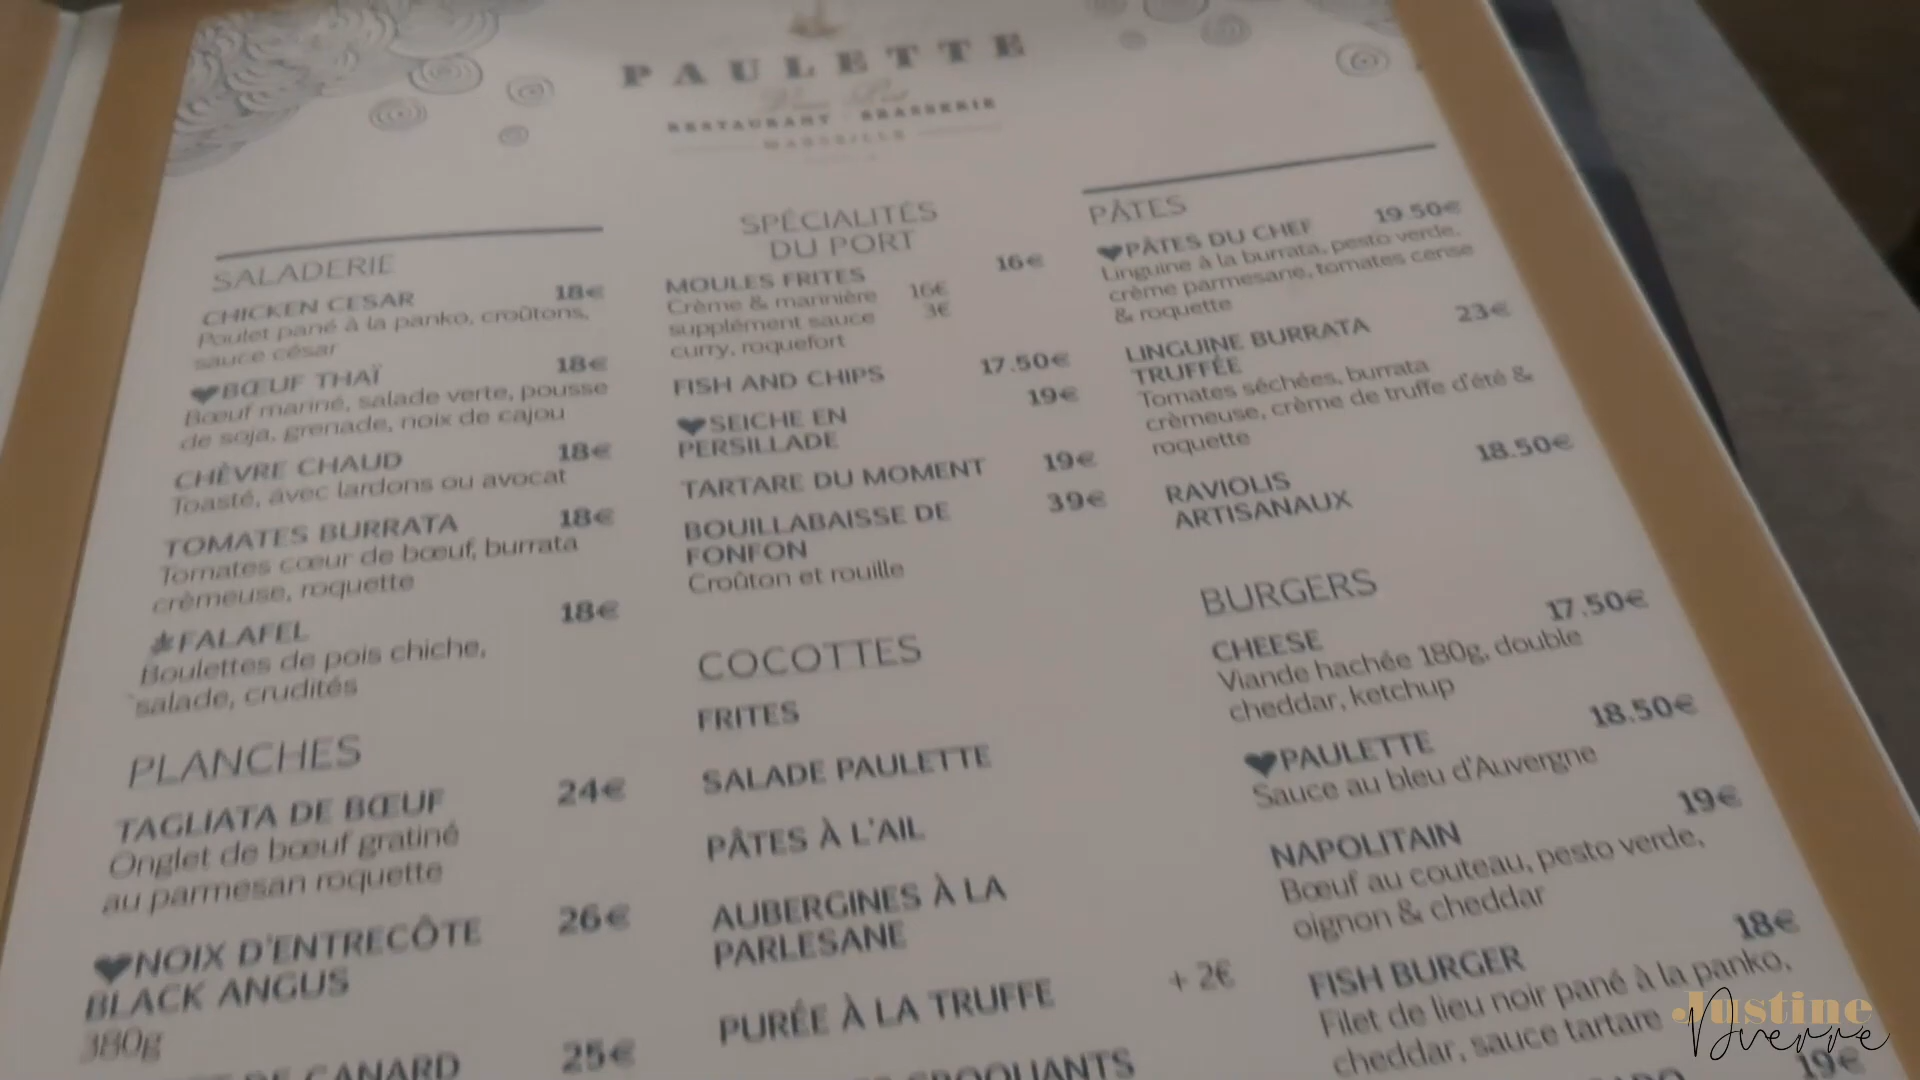 PAULETTE
Vieux Port
RESTAURANT BRASSERIE
MARSEILLE
SALADERIE
CHICKEN CESAR 18€
Poulet pané à la panko, croûtons,
sauce césar
BŒUF THAÏ 18€
Bœuf mariné, salade verte, pousse
de soja, grenade, noix de cajou
CHÈVRE CHAUD 18€
Toasté, avec lardons ou avocat
TOMATES BURRATA 18€
Tomates cœur de bœuf, burrata
crèmeuse, roquette
FALAFEL 18€
Boulettes de pois chiche,
salade, crudités
PLANCHES
TAGLIATA DE BŒUF 24€
Onglet de bœuf gratiné
au parmesan roquette
NOIX D'ENTRECÔTE 26€
BLACK ANGUS
380g
DE CANARD 25€
SPÉCIALITÉS
DU PORT
MOULES FRITES 16€
Crème & marinière 16€
supplément sauce 3€
curry, roquefort
FISH AND CHIPS 17.50€
SEICHE EN 19€
PERSILLADE
TARTARE DU MOMENT 19€
BOUILLABAISSE DE 39€
FONFON
Croûton et rouille
COCOTTES
FRITES
SALADE PAULETTE
PÂTES À L'AIL
AUBERGINES À LA
PARLESANE
PURÉE À LA TRUFFE + 2€
CROQUANTS
PÂTES
PÂTES DU CHEF 19.50€
Linguine à la burrata, pesto verde,
crème parmesane, tomates cerise
& roquette
LINGUINE BURRATA 23€
TRUFFÉE
Tomates séchées, burrata
crèmeuse, crème de truffe d'été &
roquette
RAVIOLIS 18.50€
ARTISANAUX
BURGERS
CHEESE 17.50€
Viande hachée 180g, double
cheddar, ketchup
PAULETTE 18.50€
Sauce au bleu d'Auvergne
NAPOLITAIN 19€
Bœuf au couteau, pesto verde,
oignon & cheddar
FISH BURGER 18€
Filet de lieu noir pané à la panko,
cheddar, sauce tartare
19€
Justine
Dverre